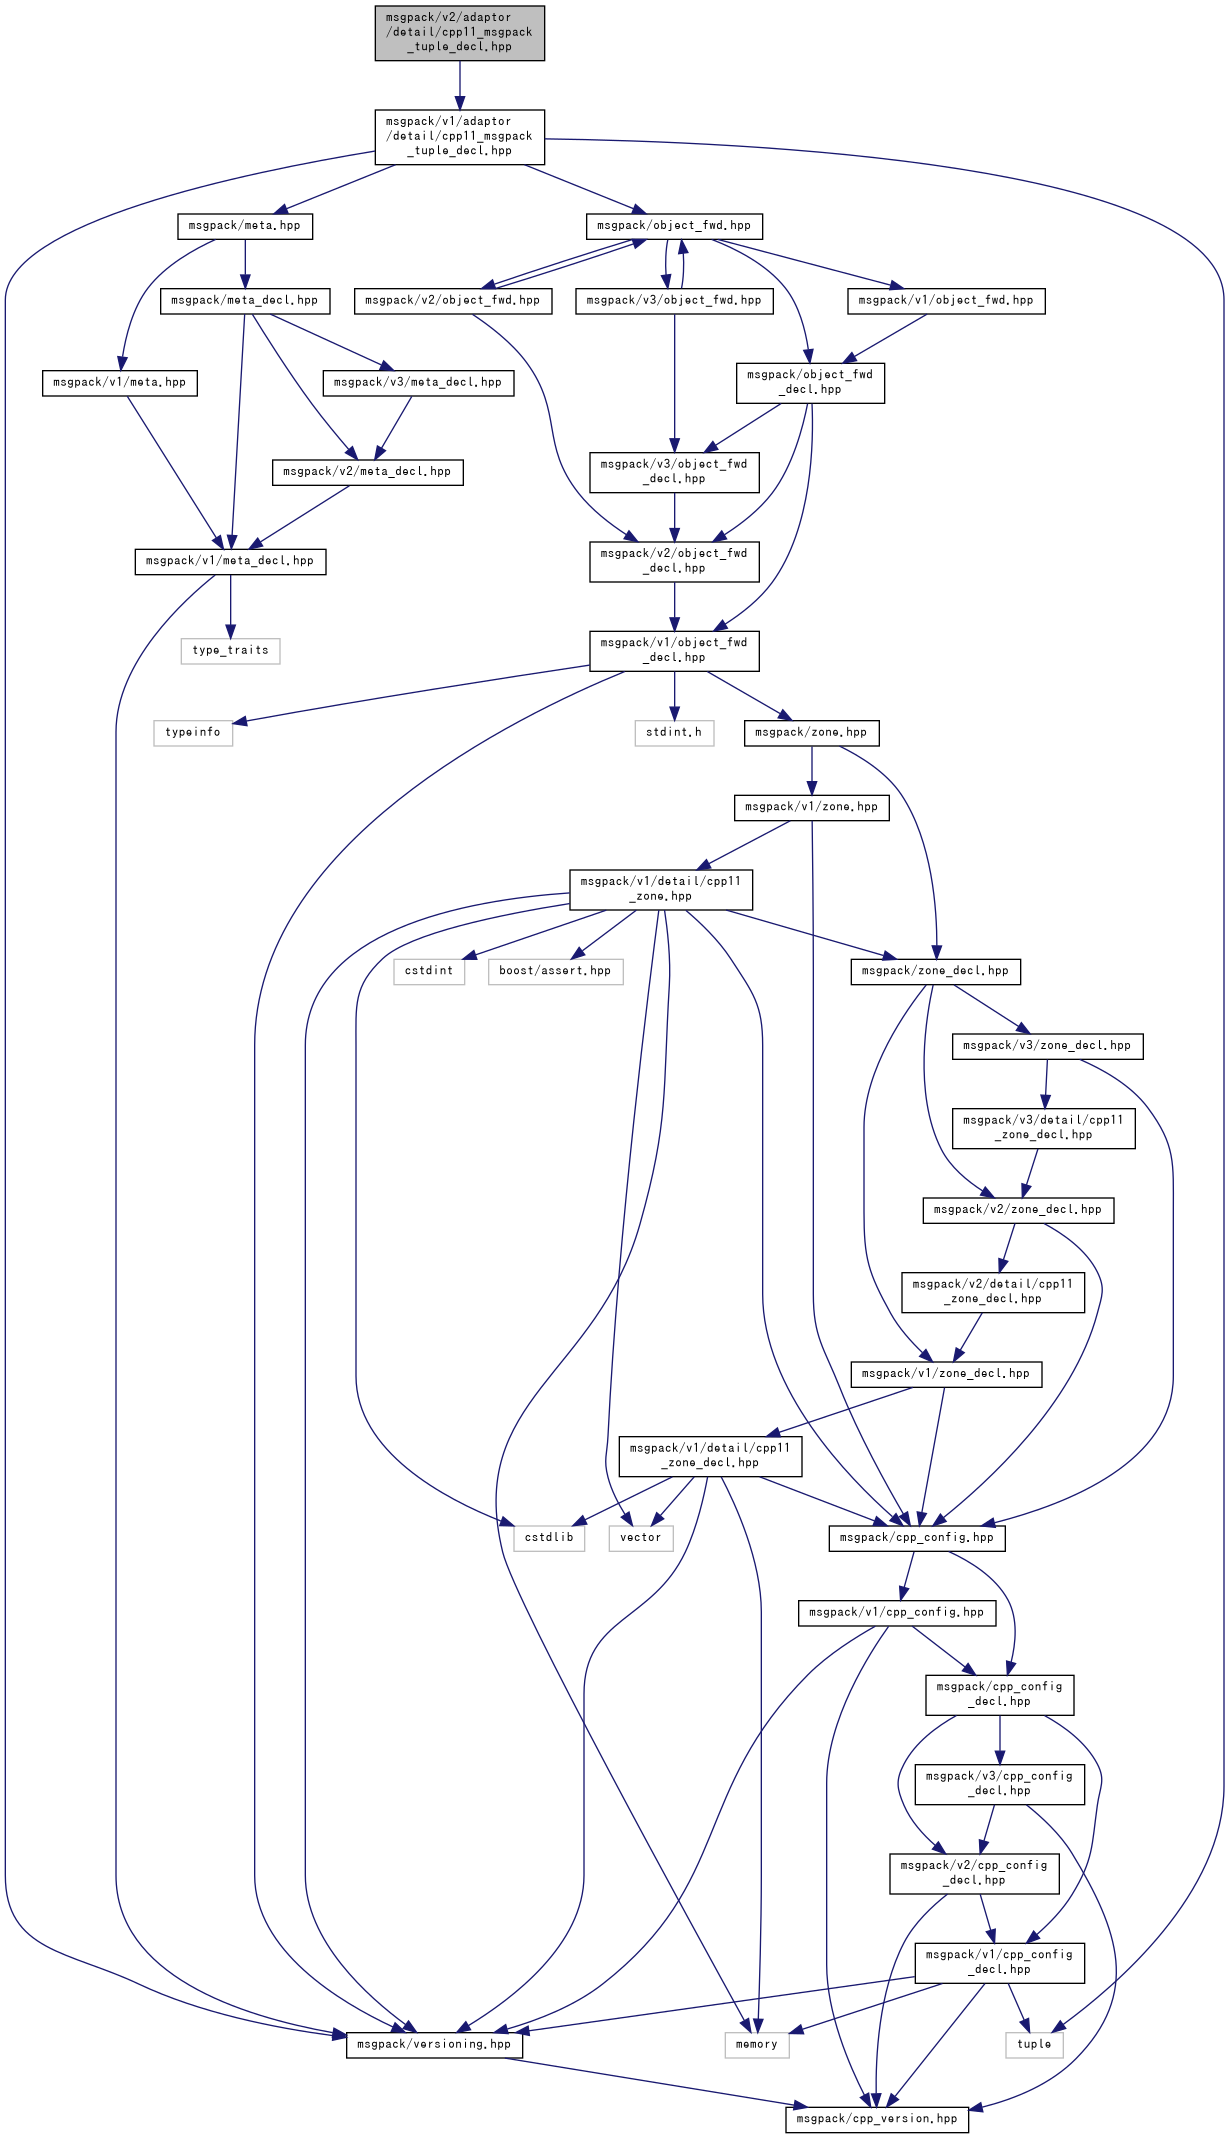 msgpack/v2/adaptor
/detail/cpp11_msgpack
_tuple_decl.hpp
msgpack/v1/adaptor
/detail/cpp11_msgpack
_tuple_decl.hpp
msgpack/meta.hpp
msgpack/object_fwd.hpp
msgpack/meta_decl.hpp
msgpack/v2/object_fwd.hpp
msgpack/v3/object_fwd.hpp
msgpack/v1/object_fwd.hpp
msgpack/v1/meta.hpp
msgpack/v3/meta_decl.hpp
msgpack/object_fwd
_decl.hpp
msgpack/v2/meta_decl.hpp
msgpack/v3/object_fwd
_decl.hpp
msgpack/v1/meta_decl.hpp
msgpack/v2/object_fwd
_decl.hpp
type_traits
msgpack/v1/object_fwd
_decl.hpp
typeinfo
stdint.h
msgpack/zone.hpp
msgpack/v1/zone.hpp
msgpack/v1/detail/cpp11
_zone.hpp
cstdint
boost/assert.hpp
msgpack/zone_decl.hpp
msgpack/v3/zone_decl.hpp
msgpack/v3/detail/cpp11
_zone_decl.hpp
msgpack/v2/zone_decl.hpp
msgpack/v2/detail/cpp11
_zone_decl.hpp
msgpack/v1/zone_decl.hpp
msgpack/v1/detail/cpp11
_zone_decl.hpp
cstdlib
vector
msgpack/cpp_config.hpp
msgpack/v1/cpp_config.hpp
msgpack/cpp_config
_decl.hpp
msgpack/v3/cpp_config
_decl.hpp
msgpack/v2/cpp_config
_decl.hpp
msgpack/v1/cpp_config
_decl.hpp
msgpack/versioning.hpp
memory
tuple
msgpack/cpp_version.hpp